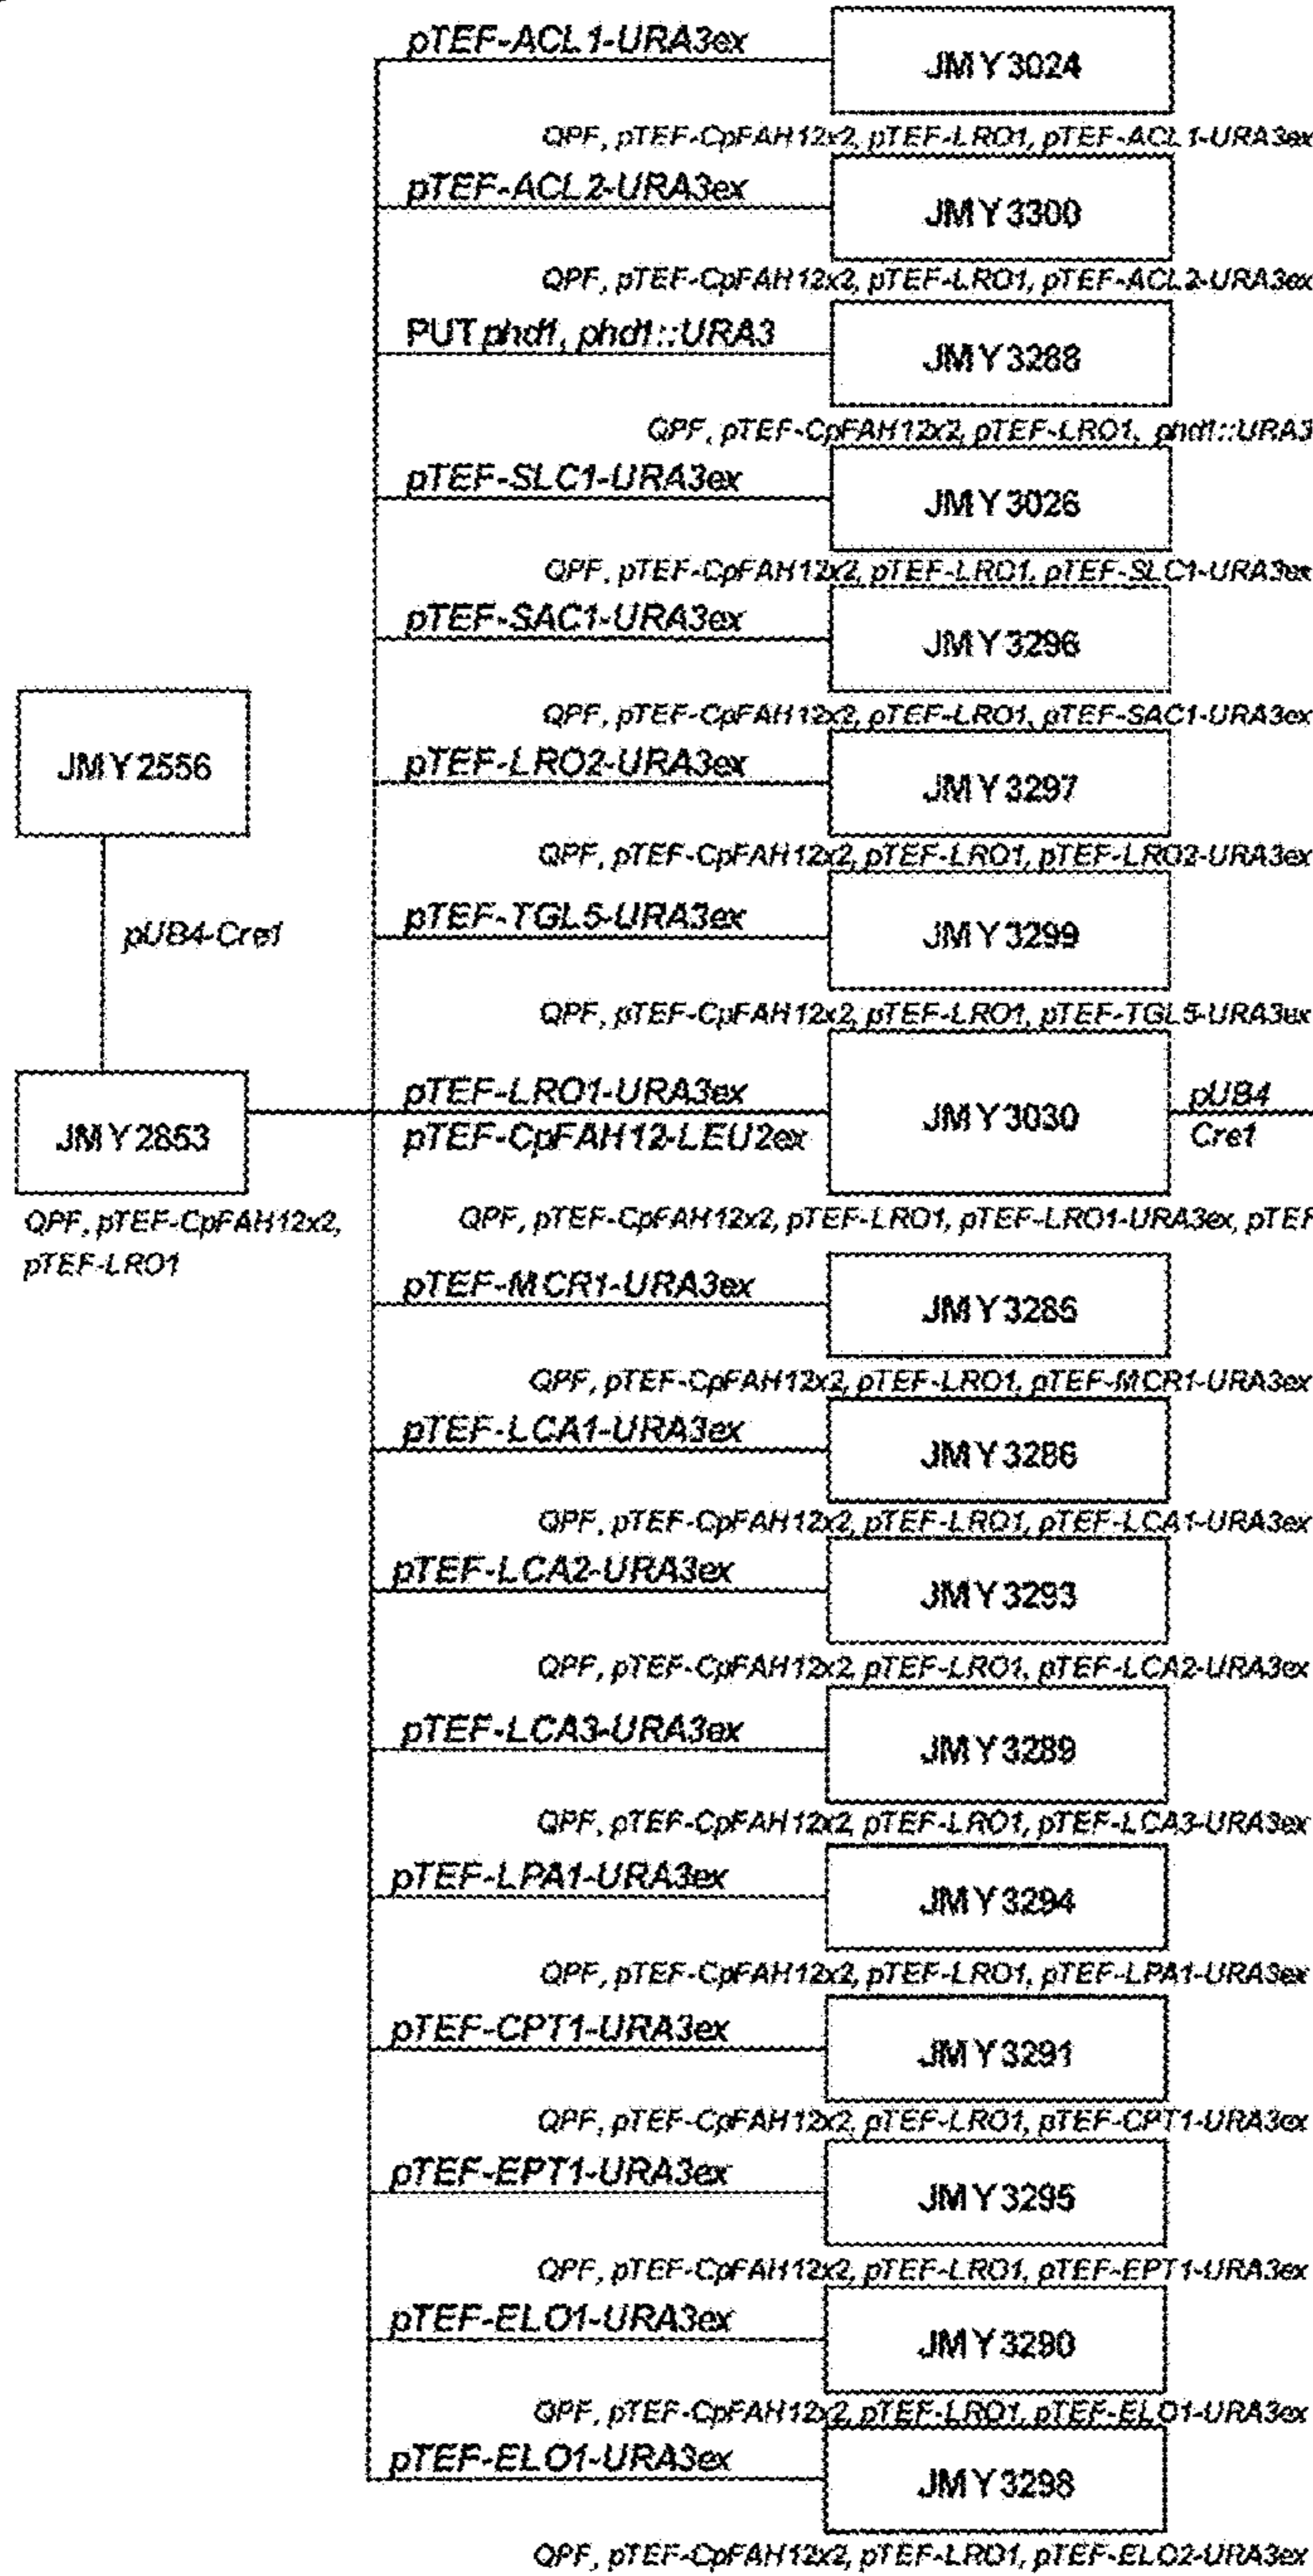 pTEF-ACL1-URA3ex
JMY3024
QPF, pTEF-CpFAH12x2, pTEF-LRO1, pTEF-ACL1-URA3ex
pTEF-ACL2-URA3ex
JMY3300
QPF, pTEF-CpFAH12x2, pTEF-LRO1, pTEF-ACL2-URA3ex
PUT phd1, phd1::URA3
JMY3288
QPF, pTEF-CpFAH12x2, pTEF-LRO1, phd1::URA3
pTEF-SLC1-URA3ex
JMY3026
QPF, pTEF-CpFAH12x2, pTEF-LRO1, pTEF-SLC1-URA3ex
pTEF-SAC1-URA3ex
JMY3296
QPF, pTEF-CpFAH12x2, pTEF-LRO1, pTEF-SAC1-URA3ex
JMY2556
pTEF-LRO2-URA3ex
JMY3297
QPF, pTEF-CpFAH12x2, pTEF-LRO1, pTEF-LRO2-URA3ex
pUB4-Cre1
pTEF-TGL5-URA3ex
JMY3299
QPF, pTEF-CpFAH12x2, pTEF-LRO1, pTEF-TGL5-URA3ex
JMY2853
QPF, pTEF-CpFAH12x2,
pTEF-LRO1
pTEF-LRO1-URA3ex
pTEF-CpFAH12-LEU2ex
JMY3030
pUB4
Cre1
QPF, pTEF-CpFAH12x2, pTEF-LRO1, pTEF-LRO1-URA3ex, pTEF
pTEF-MCR1-URA3ex
JMY3285
QPF, pTEF-CpFAH12x2, pTEF-LRO1, pTEF-MCR1-URA3ex
pTEF-LCA1-URA3ex
JMY3286
QPF, pTEF-CpFAH12x2, pTEF-LRO1, pTEF-LCA1-URA3ex
pTEF-LCA2-URA3ex
JMY3293
QPF, pTEF-CpFAH12x2, pTEF-LRO1, pTEF-LCA2-URA3ex
pTEF-LCA3-URA3ex
JMY3289
QPF, pTEF-CpFAH12x2, pTEF-LRO1, pTEF-LCA3-URA3ex
pTEF-LPA1-URA3ex
JMY3294
QPF, pTEF-CpFAH12x2, pTEF-LRO1, pTEF-LPA1-URA3ex
pTEF-CPT1-URA3ex
JMY3291
QPF, pTEF-CpFAH12x2, pTEF-LRO1, pTEF-CPT1-URA3ex
pTEF-EPT1-URA3ex
JMY3295
QPF, pTEF-CpFAH12x2, pTEF-LRO1, pTEF-EPT1-URA3ex
pTEF-ELO1-URA3ex
JMY3290
QPF, pTEF-CpFAH12x2, pTEF-LRO1, pTEF-ELO1-URA3ex
pTEF-ELO1-URA3ex
JMY3298
QPF, pTEF-CpFAH12x2, pTEF-LRO1, pTEF-ELO2-URA3ex